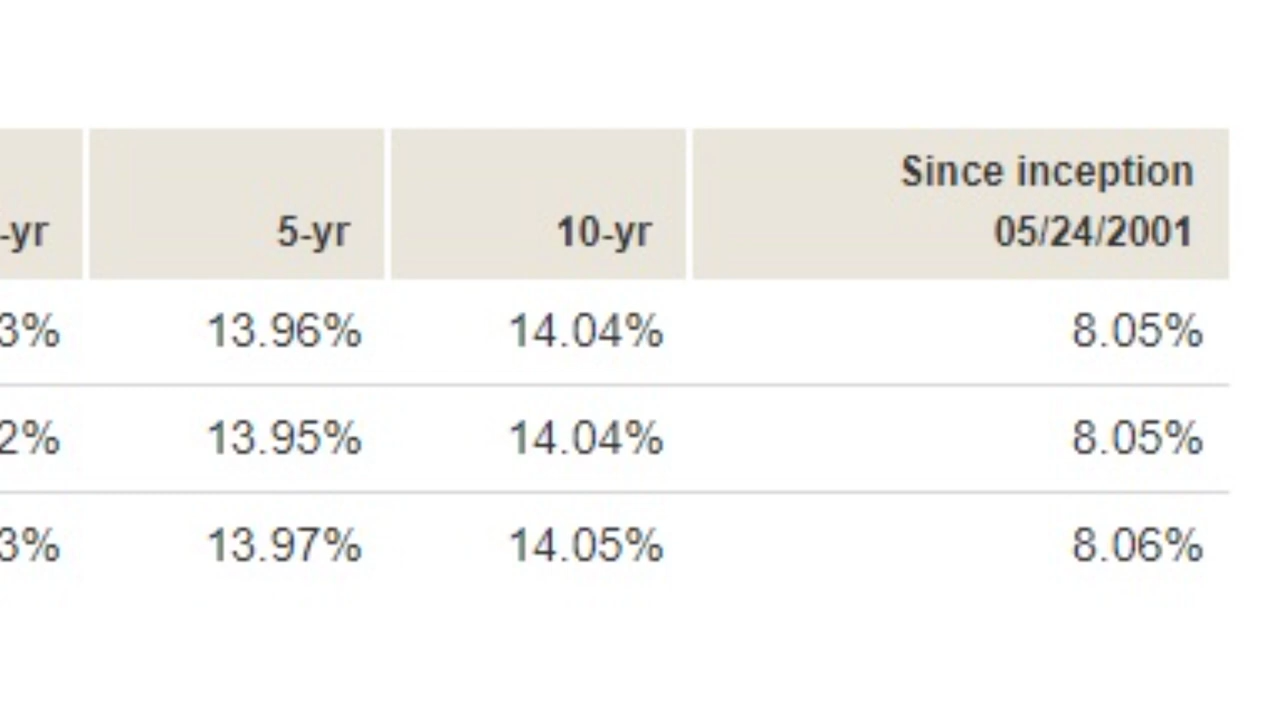 Since inception
-yr 5-yr 10-yr 05/24/2001
3% 13.96% 14.04% 8.05%
2% 13.95% 14.04% 8.05%
3% 13.97% 14.05% 8.06%